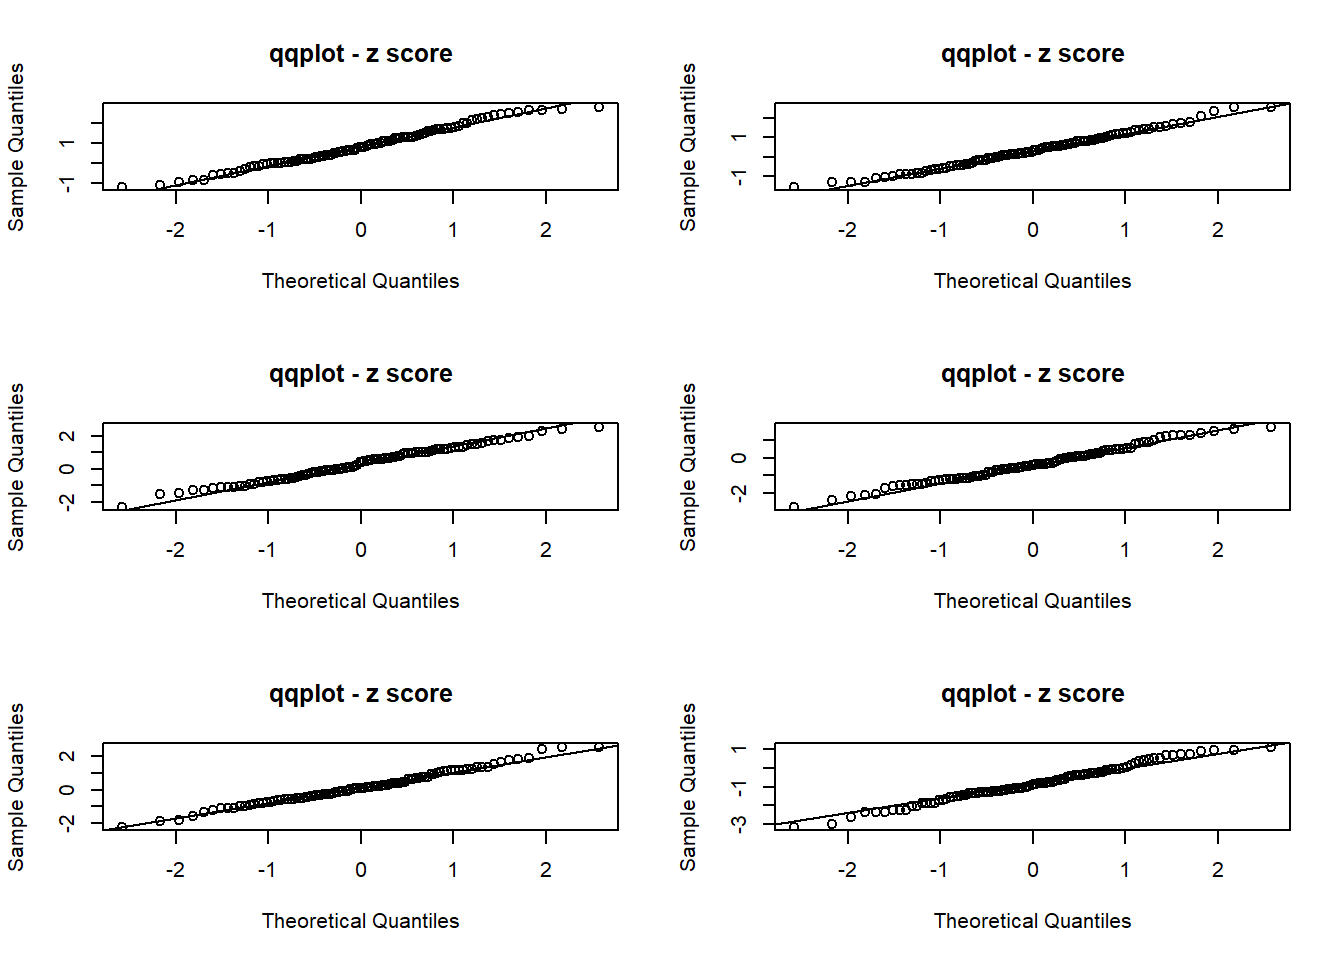 qqplot - z score
Sample Quantiles
1
-1
-2 -1 0 1 2
Theoretical Quantiles
qqplot - z score
Sample Quantiles
1
-1
-2 -1 0 1 2
Theoretical Quantiles
qqplot - z score
Sample Quantiles
2
0
-2
-2 -1 0 1 2
Theoretical Quantiles
qqplot - z score
Sample Quantiles
0
-2
-2 -1 0 1 2
Theoretical Quantiles
qqplot - z score
Sample Quantiles
2
0
-2
-2 -1 0 1 2
Theoretical Quantiles
qqplot - z score
Sample Quantiles
1
-1
-3
-2 -1 0 1 2
Theoretical Quantiles